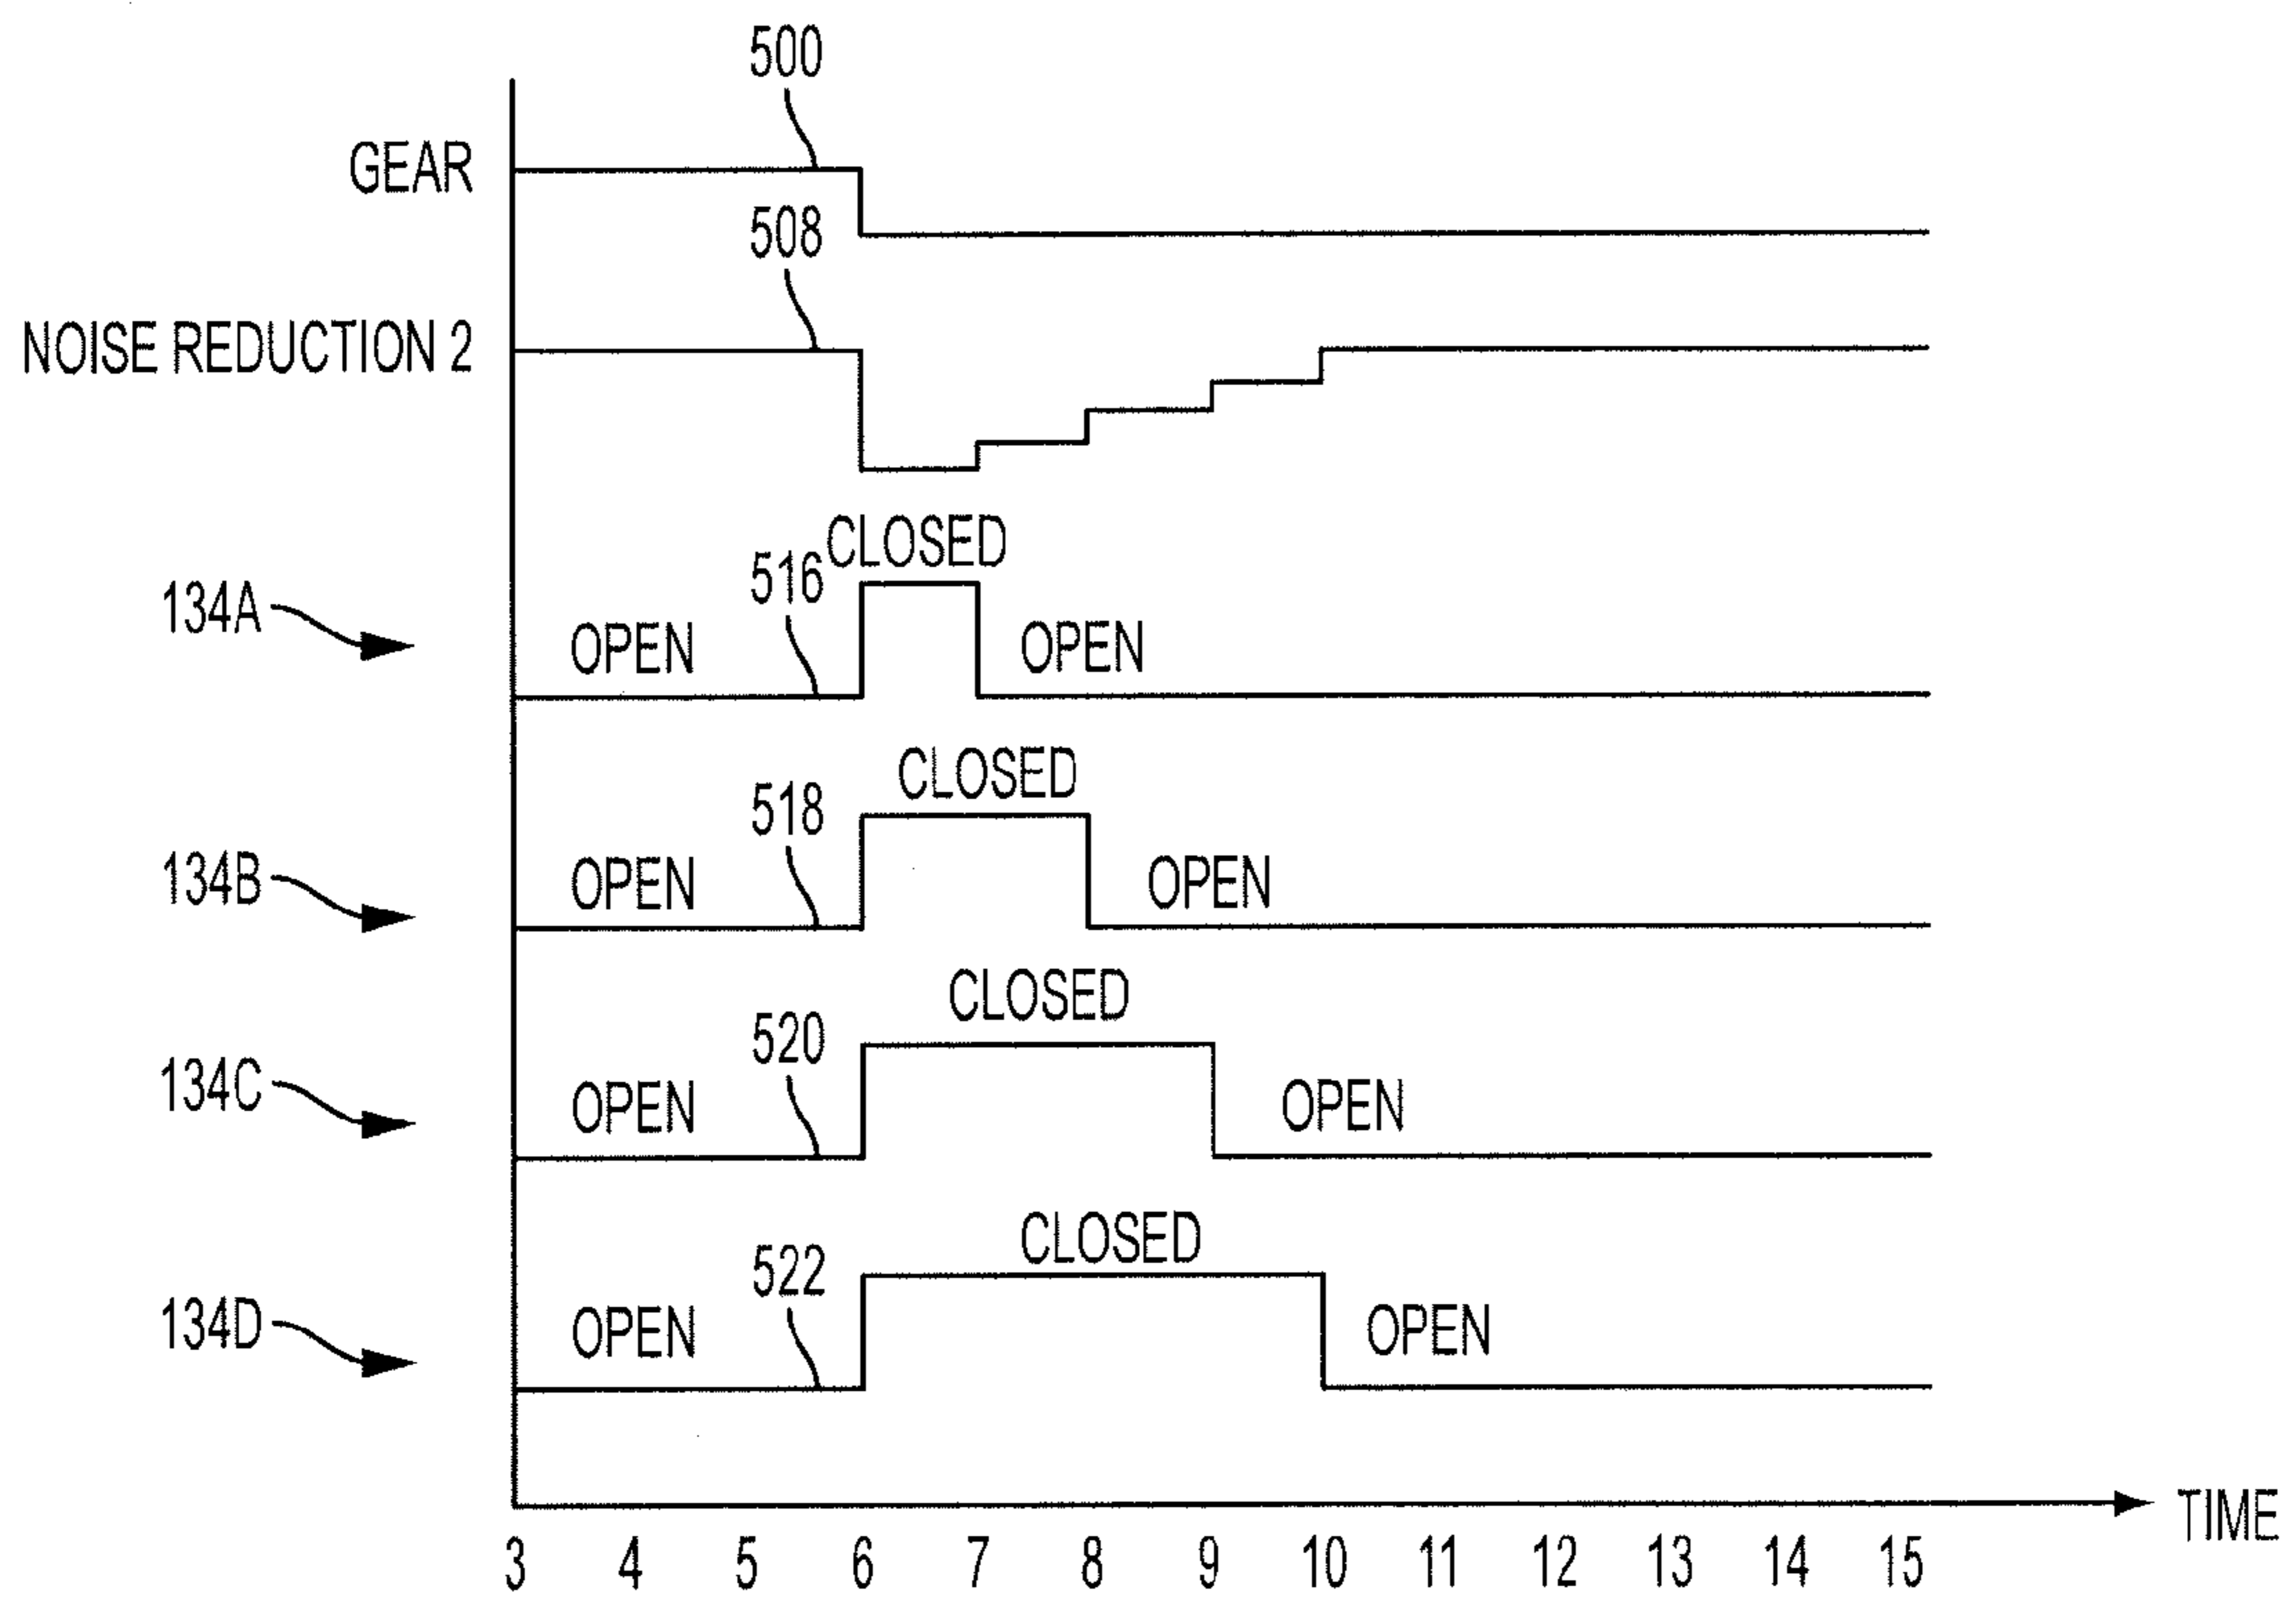 500
GEAR
508
NOISE REDUCTION 2
CLOSED
516
134A
OPEN
OPEN
CLOSED
518
134B
OPEN
OPEN
CLOSED
520
134C
OPEN
OPEN
CLOSED
522
134D
OPEN
OPEN
TIME
3 4 5 6 7 8 9 10 11 12 13 14 15